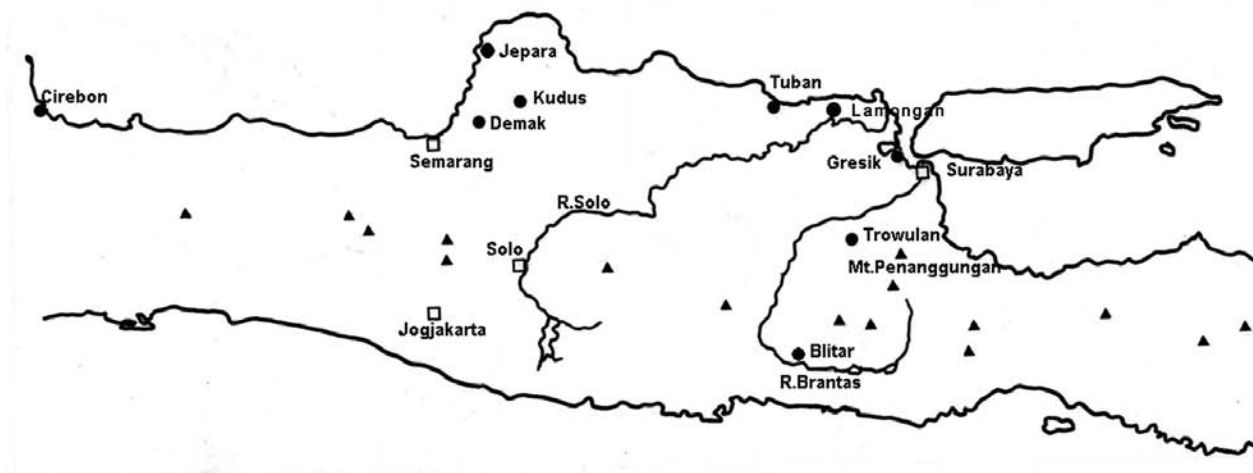 Jepara
Tuban
Cirebon
Kudus
Lamongan
Demak
Semarang
Gresik
Surabaya
R.Solo
Solo
Trowulan
Mt.Penanggungan
Jogjakarta
Blitar
R.Brantas